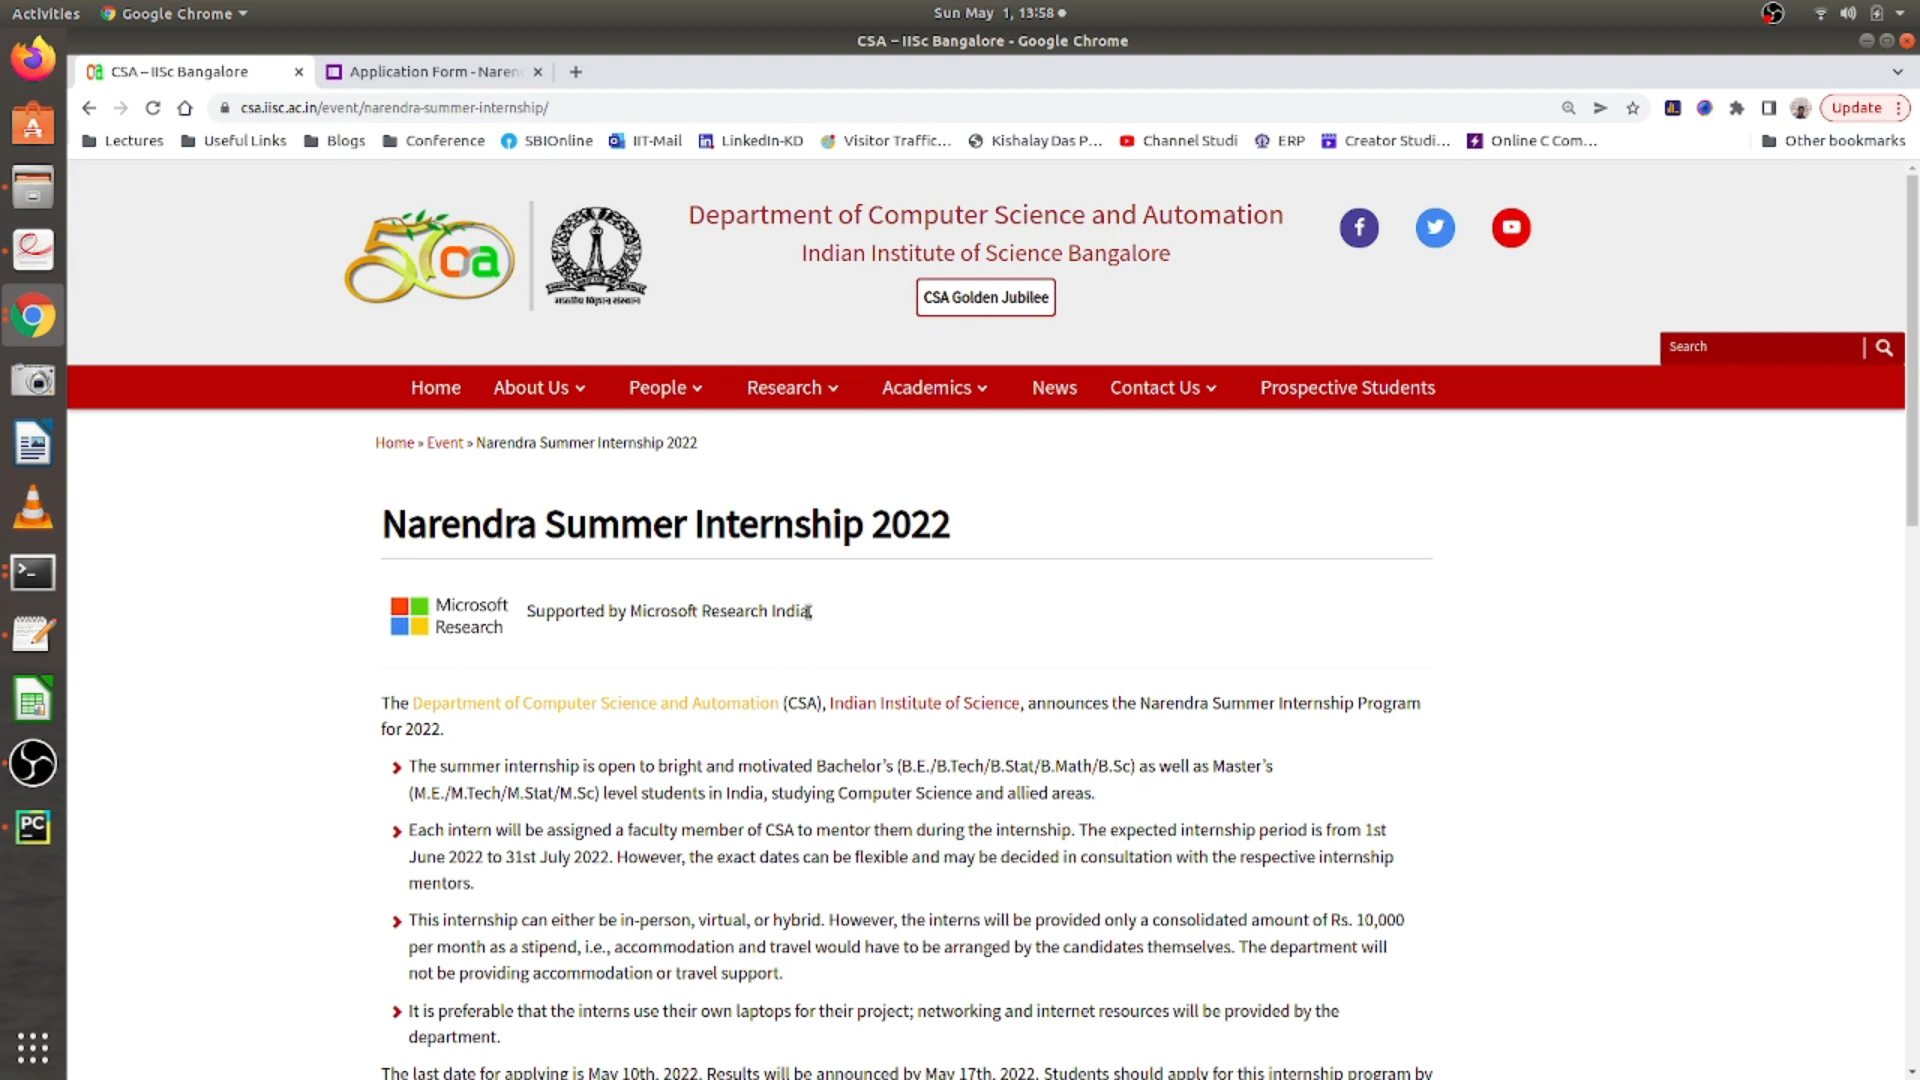 Activities Google Chrome Sun May 1, 13:58
CSA – IISc Bangalore - Google Chrome
CSA – IISc Bangalore Application Form - Naren
csa.iisc.ac.in/event/narendra-summer-internship/ Update
Lectures Useful Links Blogs Conference SBIOnline IIT-Mail LinkedIn-KD Visitor Traffic... Kishalay Das P... Channel Studi ERP Creator Studi... Online C Com... Other bookmarks
Department of Computer Science and Automation
Indian Institute of Science Bangalore
CSA Golden Jubilee
भारतीय विज्ञान संस्थान
Search
Home About Us People Research Academics News Contact Us Prospective Students
Home » Event » Narendra Summer Internship 2022
Narendra Summer Internship 2022
Microsoft
Research
Supported by Microsoft Research India
The Department of Computer Science and Automation (CSA), Indian Institute of Science, announces the Narendra Summer Internship Program
for 2022.
The summer internship is open to bright and motivated Bachelor’s (B.E./B.Tech/B.Stat/B.Math/B.Sc) as well as Master’s
(M.E./M.Tech/M.Stat/M.Sc) level students in India, studying Computer Science and allied areas.
Each intern will be assigned a faculty member of CSA to mentor them during the internship. The expected internship period is from 1st
June 2022 to 31st July 2022. However, the exact dates can be flexible and may be decided in consultation with the respective internship
mentors.
This internship can either be in-person, virtual, or hybrid. However, the interns will be provided only a consolidated amount of Rs. 10,000
per month as a stipend, i.e., accommodation and travel would have to be arranged by the candidates themselves. The department will
not be providing accommodation or travel support.
It is preferable that the interns use their own laptops for their project; networking and internet resources will be provided by the
department.
The last date for applying is May 10th, 2022. Results will be announced by May 17th, 2022. Students should apply for this internship program by